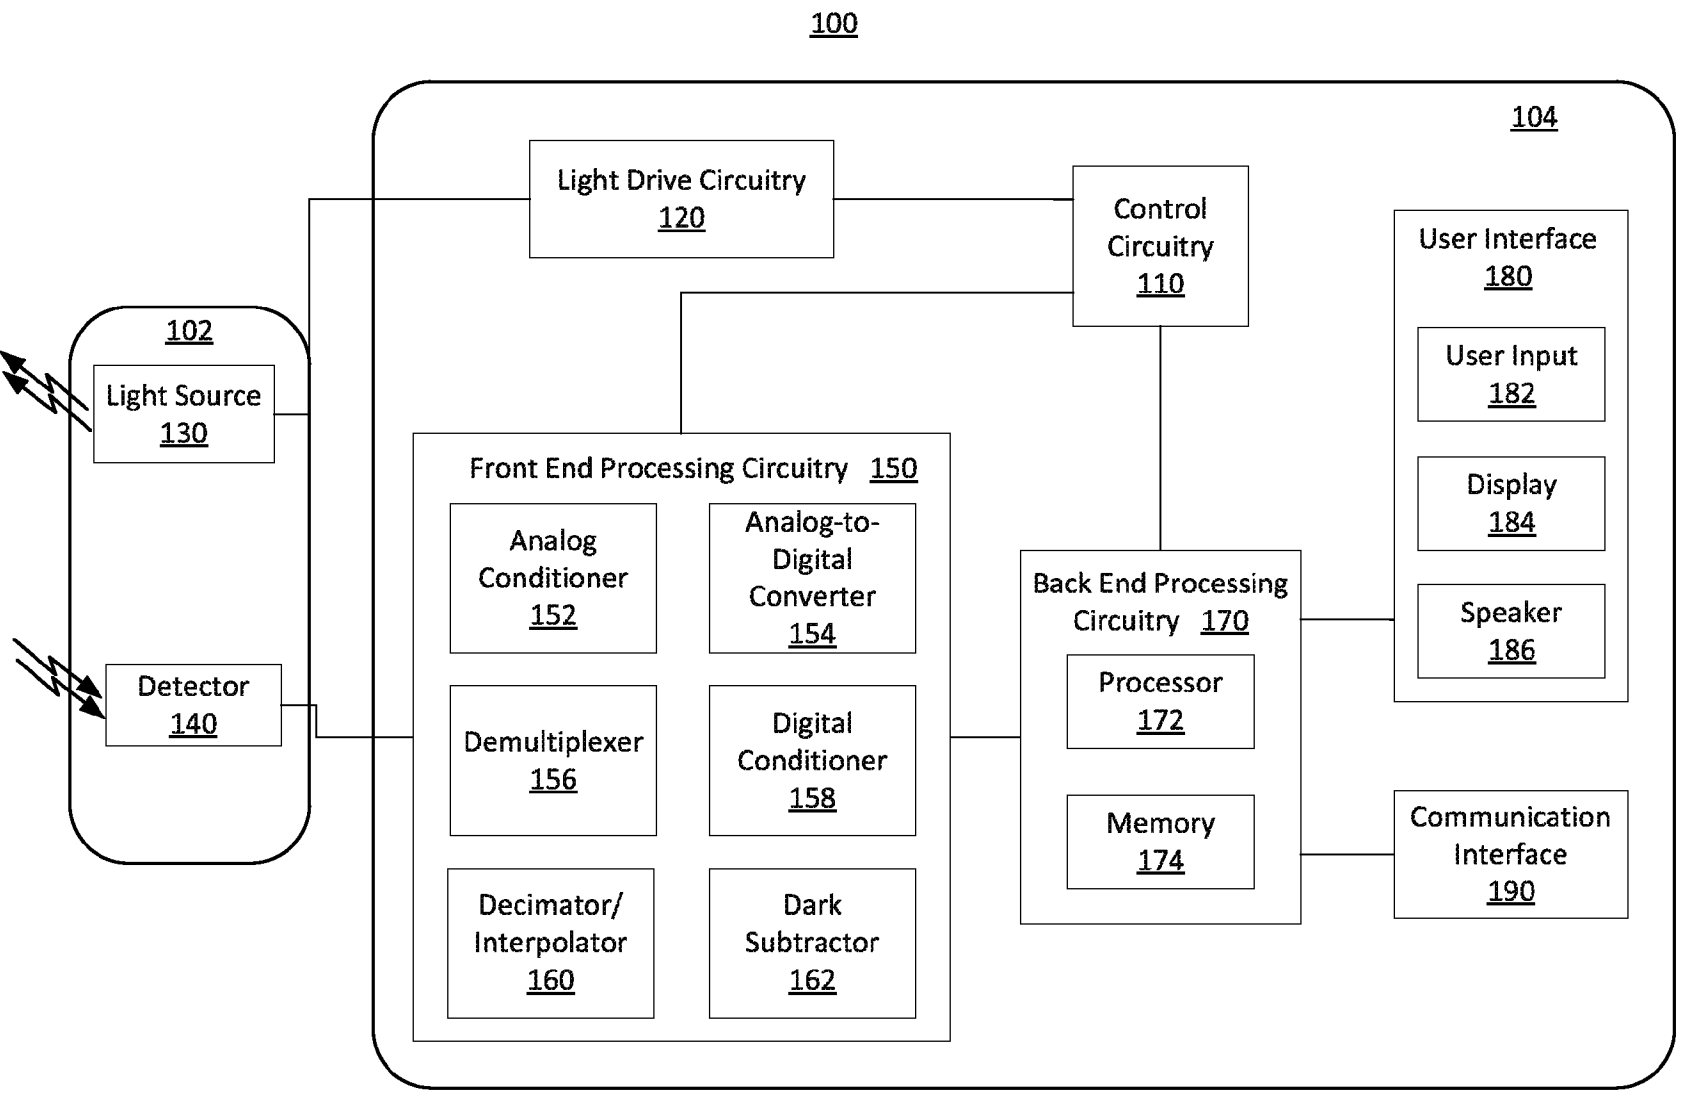 100
104
Light Drive Circuitry
120
Control
Circuitry
110
User Interface
180
User Input
182
Display
184
Speaker
186
102
Light Source
130
Detector
140
Front End Processing Circuitry 150
Analog
Conditioner
152
Analog-to-
Digital
Converter
154
Demultiplexer
156
Digital
Conditioner
158
Decimator/
Interpolator
160
Dark
Subtractor
162
Back End Processing
Circuitry 170
Processor
172
Memory
174
Communication
Interface
190